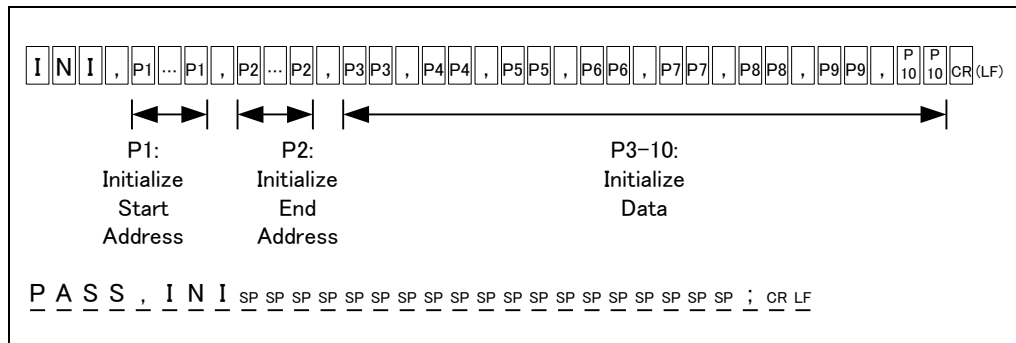 I N I , P1 … P1 , P2 … P2 , P3 P3 , P4 P4 , P5 P5 , P6 P6 , P7 P7 , P8 P8 , P9 P9 , P10 P10 CR (LF)
P1:
Initialize
Start
Address
P2:
Initialize
End
Address
P3-10:
Initialize
Data
P A S S , I N I SP SP SP SP SP SP SP SP SP SP SP SP SP SP SP SP SP SP SP ; CR LF